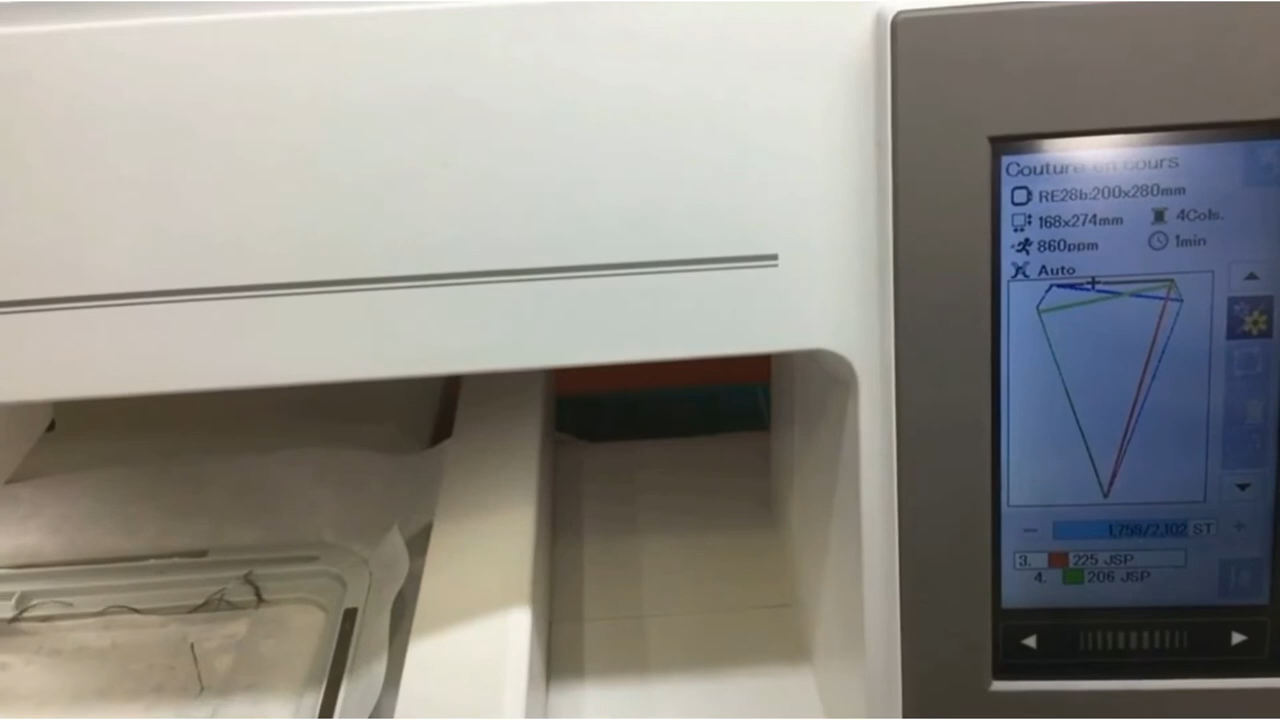 Couture en cours
RE28b:200x280mm
168x274mm 4Cols.
860ppm 1min
Auto
1,758/2,102 ST
3. 225 JSP
4. 206 JSP